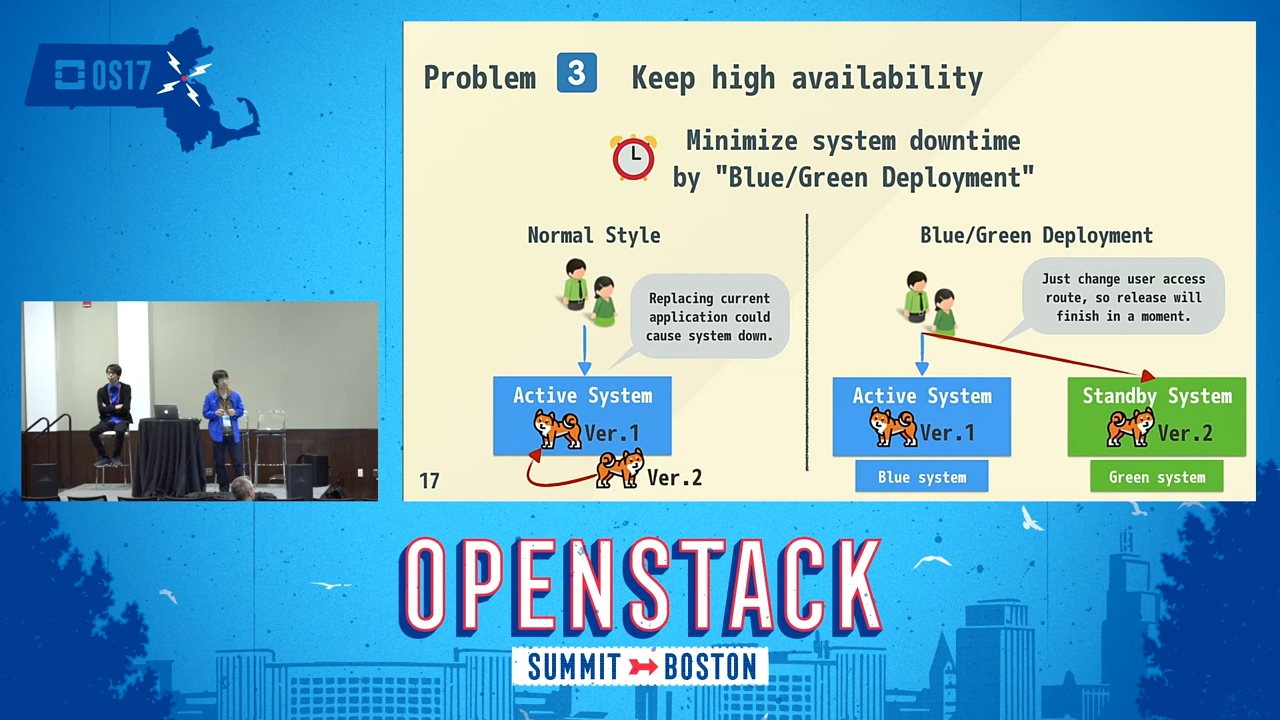 OS17
Problem 3 Keep high availability
Minimize system downtime
by "Blue/Green Deployment"
Normal Style
Replacing current
application could
cause system down.
Active System
Ver.1
Ver.2
Blue/Green Deployment
Just change user access
route, so release will
finish in a moment.
Active System
Ver.1
Blue system
Standby System
Ver.2
Green system
17
OPENSTACK
SUMMIT BOSTON